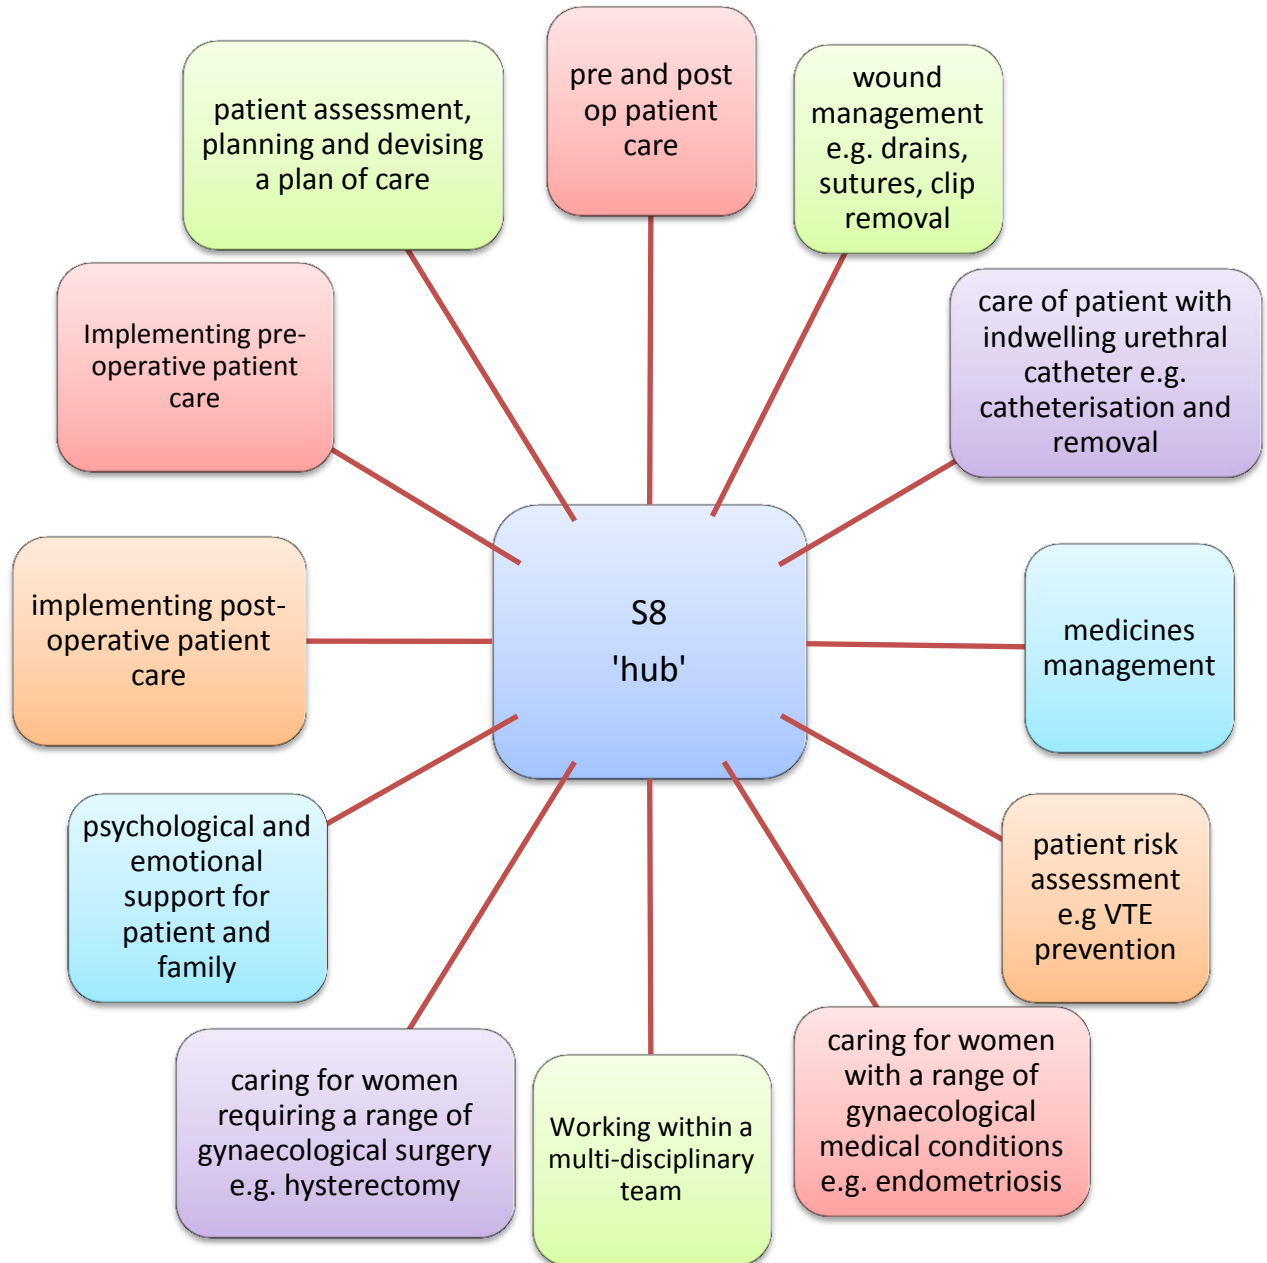 pre and post
op patient
care
wound
management
e.g. drains,
sutures, clip
removal
care of patient with
indwelling urethral
catheter e.g.
catheterisation and
removal
medicines
management
patient risk
assessment
e.g VTE
prevention
caring for women
with a range of
gynaecological
medical conditions
e.g. endometriosis
Working within a
multi-disciplinary
team
caring for women
requiring a range of
gynaecological surgery
e.g. hysterectomy
psychological and
emotional
support for
patient and
family
implementing post-
operative patient
care
Implementing pre-
operative patient
care
patient assessment,
planning and devising
a plan of care
S8
'hub'